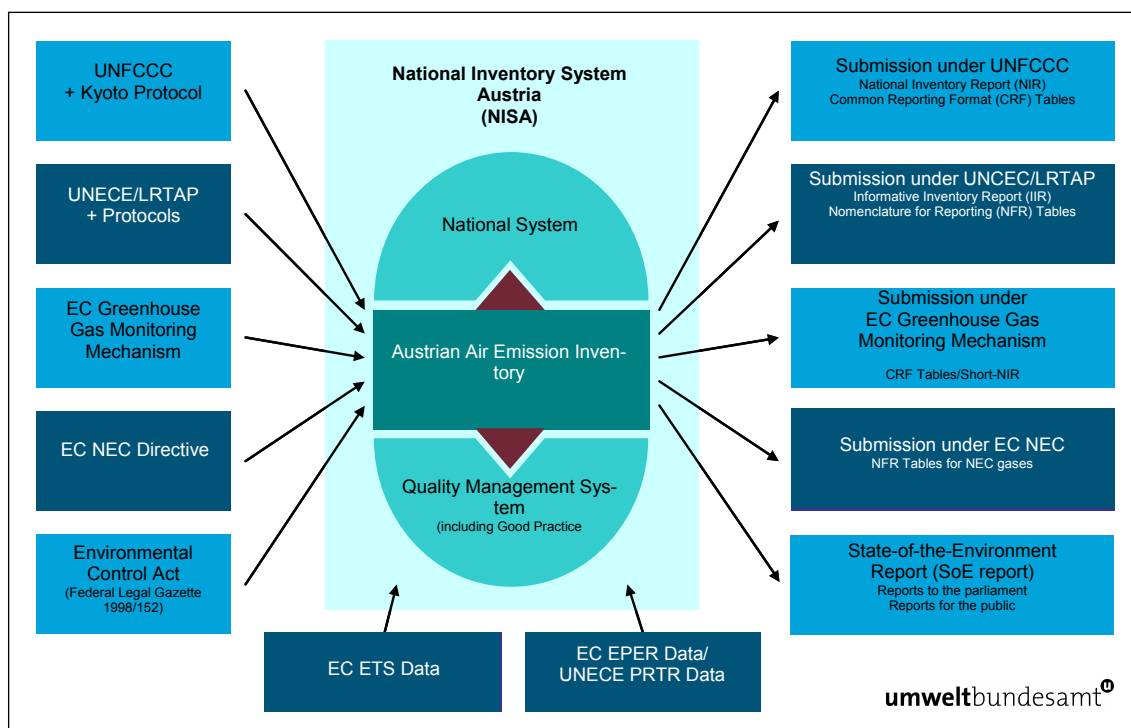 UNFCCC
+ Kyoto Protocol
UNECE/LRTAP
+ Protocols
EC Greenhouse
Gas Monitoring
Mechanism
EC NEC Directive
Environmental
Control Act
(Federal Legal Gazette
1998/152)
National Inventory System
Austria
(NISA)
National System
Austrian Air Emission Inven-
tory
Quality Management Sys-
tem
(including Good Practice
EC ETS Data
EC EPER Data/
UNECE PRTR Data
Submission under UNFCCC
National Inventory Report (NIR)
Common Reporting Format (CRF) Tables
Submission under UNCEC/LRTAP
Informative Inventory Report (IIR)
Nomenclature for Reporting (NFR) Tables
Submission under
EC Greenhouse Gas
Monitoring Mechanism
CRF Tables/Short-NIR
Submission under EC NEC
NFR Tables for NEC gases
State-of-the-Environment
Report (SoE report)
Reports to the parliament
Reports for the public
umweltbundesamt u